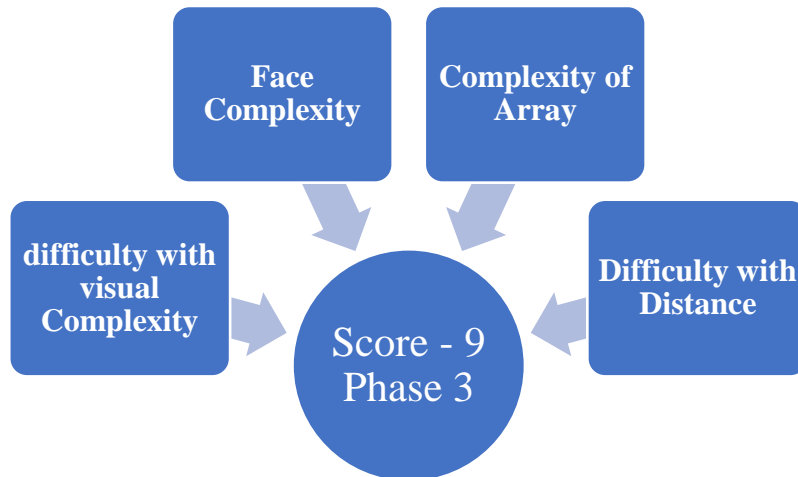 Face
Complexity
Complexity of
Array
difficulty with
visual
Complexity
Difficulty with
Distance
Score - 9
Phase 3